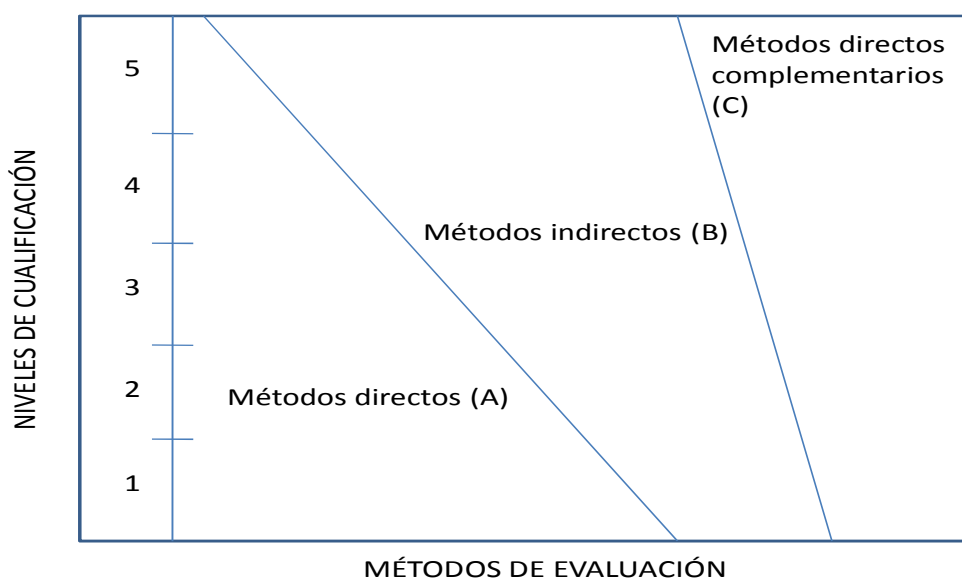 Métodos directos
complementarios
(C)
5
4
Métodos indirectos (B)
3
2
Métodos directos (A)
1
NIVELES DE CUALIFICACIÓN
MÉTODOS DE EVALUACIÓN